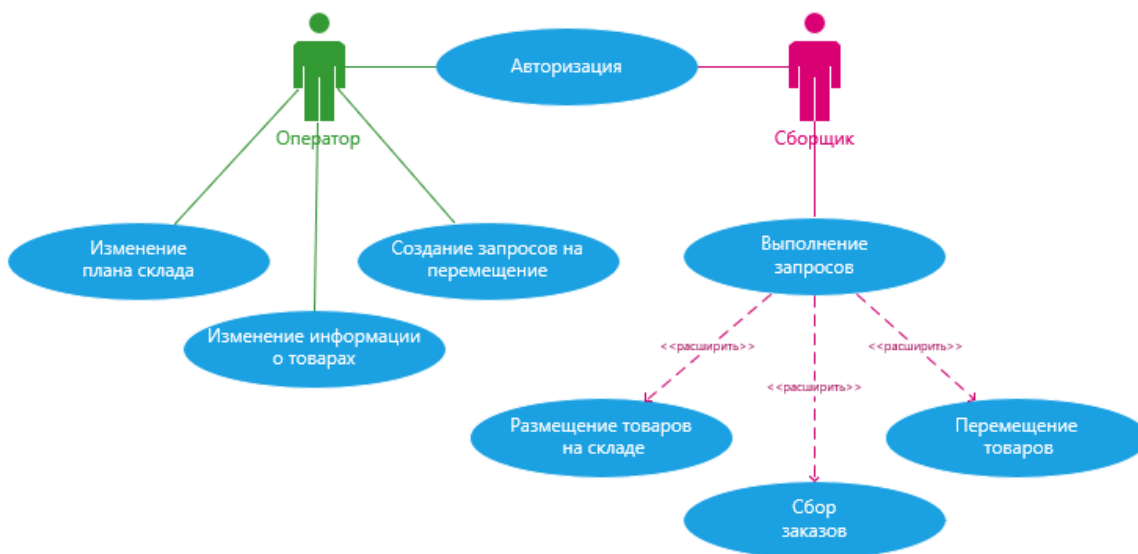 Авторизация
Оператор
Сборщик
Изменение
плана склада
Создание запросов на
перемещение
Выполнение
запросов
Изменение информации
о товарах
<<расширить>>
<<расширить>>
<<расширить>>
Размещение товаров
на складе
Перемещение
товаров
Сбор
заказов